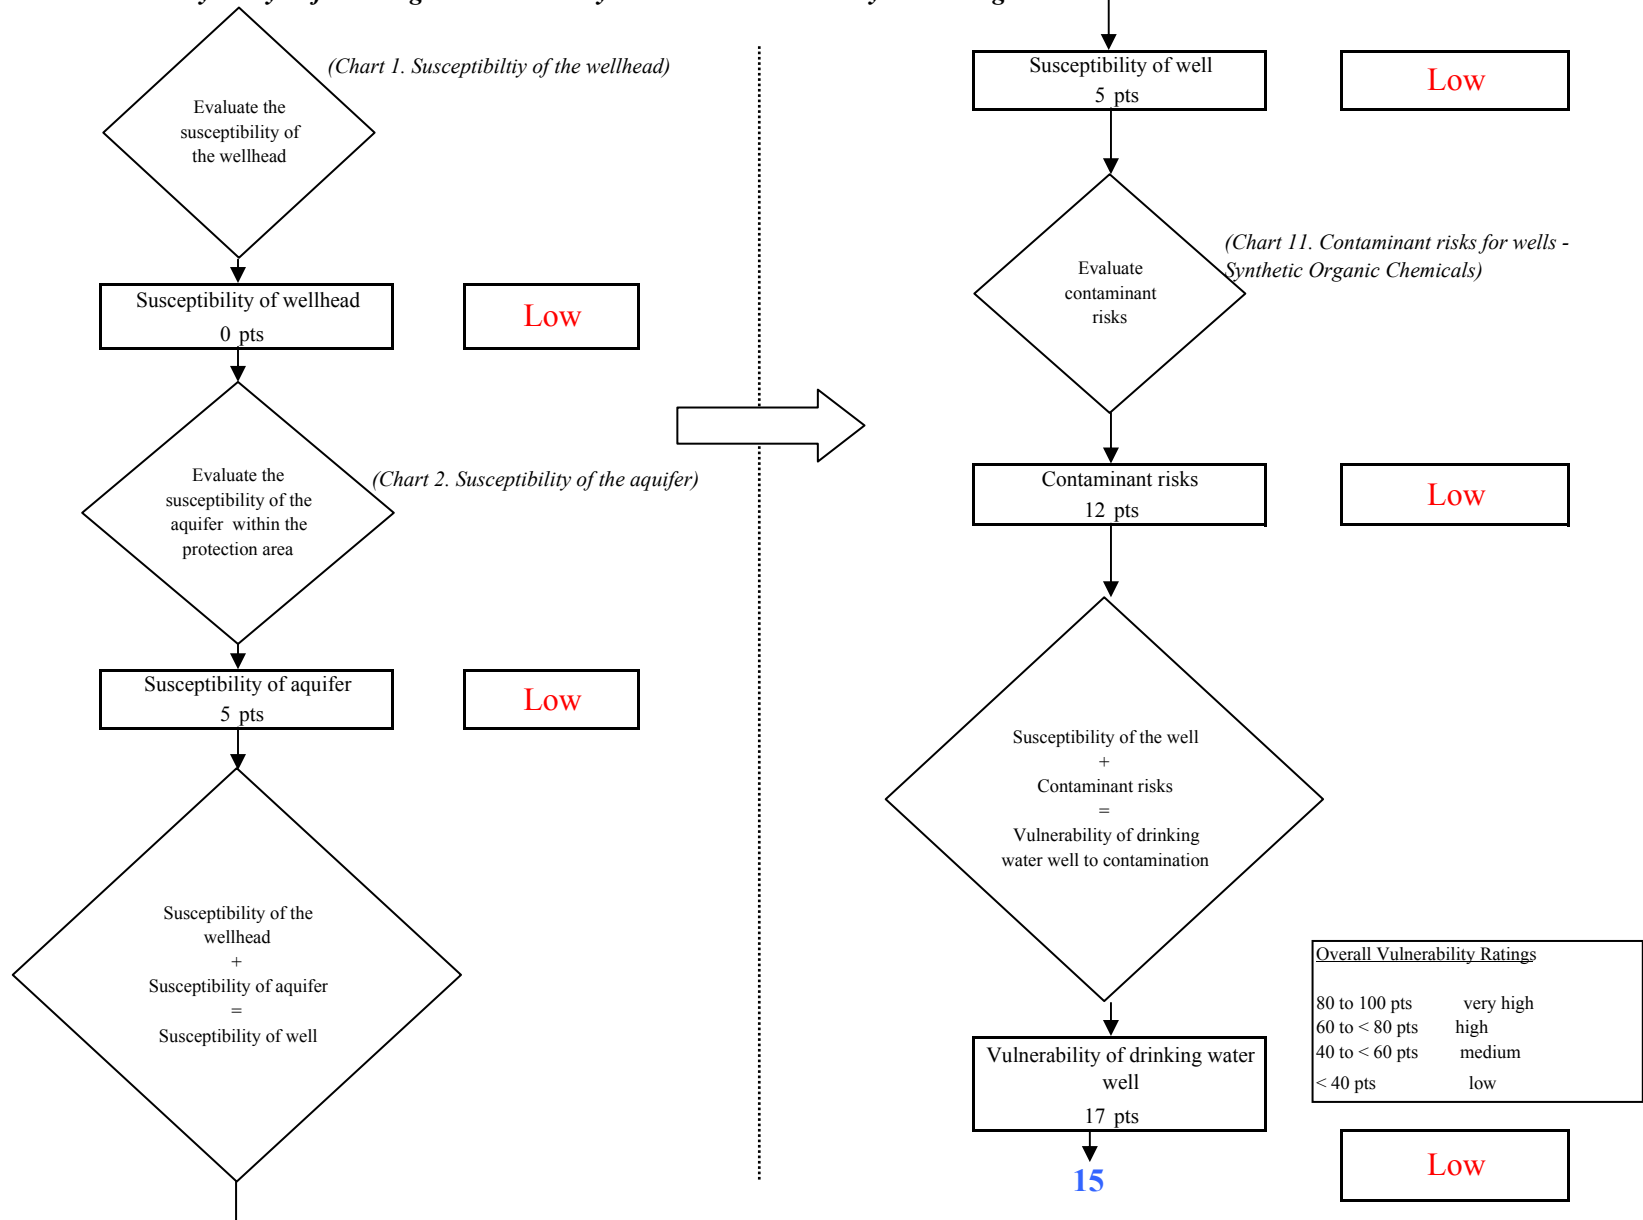 (Chart 1. Susceptibiltiy of the wellhead)
Evaluate the
susceptibility of
the wellhead
Susceptibility of wellhead
0 pts
Low
Evaluate the
susceptibility of the
aquifer within the
protection area
(Chart 2. Susceptibility of the aquifer)
Susceptibility of aquifer
5 pts
Low
Susceptibility of the
wellhead
+
Susceptibility of aquifer
=
Susceptibility of well
Susceptibility of well
5 pts
Low
Evaluate
contaminant
risks
(Chart 11. Contaminant risks for wells -
Synthetic Organic Chemicals)
Contaminant risks
12 pts
Low
Susceptibility of the well
+
Contaminant risks
=
Vulnerability of drinking
water well to contamination
Vulnerability of drinking water
well
17 pts
15
Overall Vulnerability Ratings
80 to 100 pts very high
60 to < 80 pts high
40 to < 60 pts medium
< 40 pts low
Low